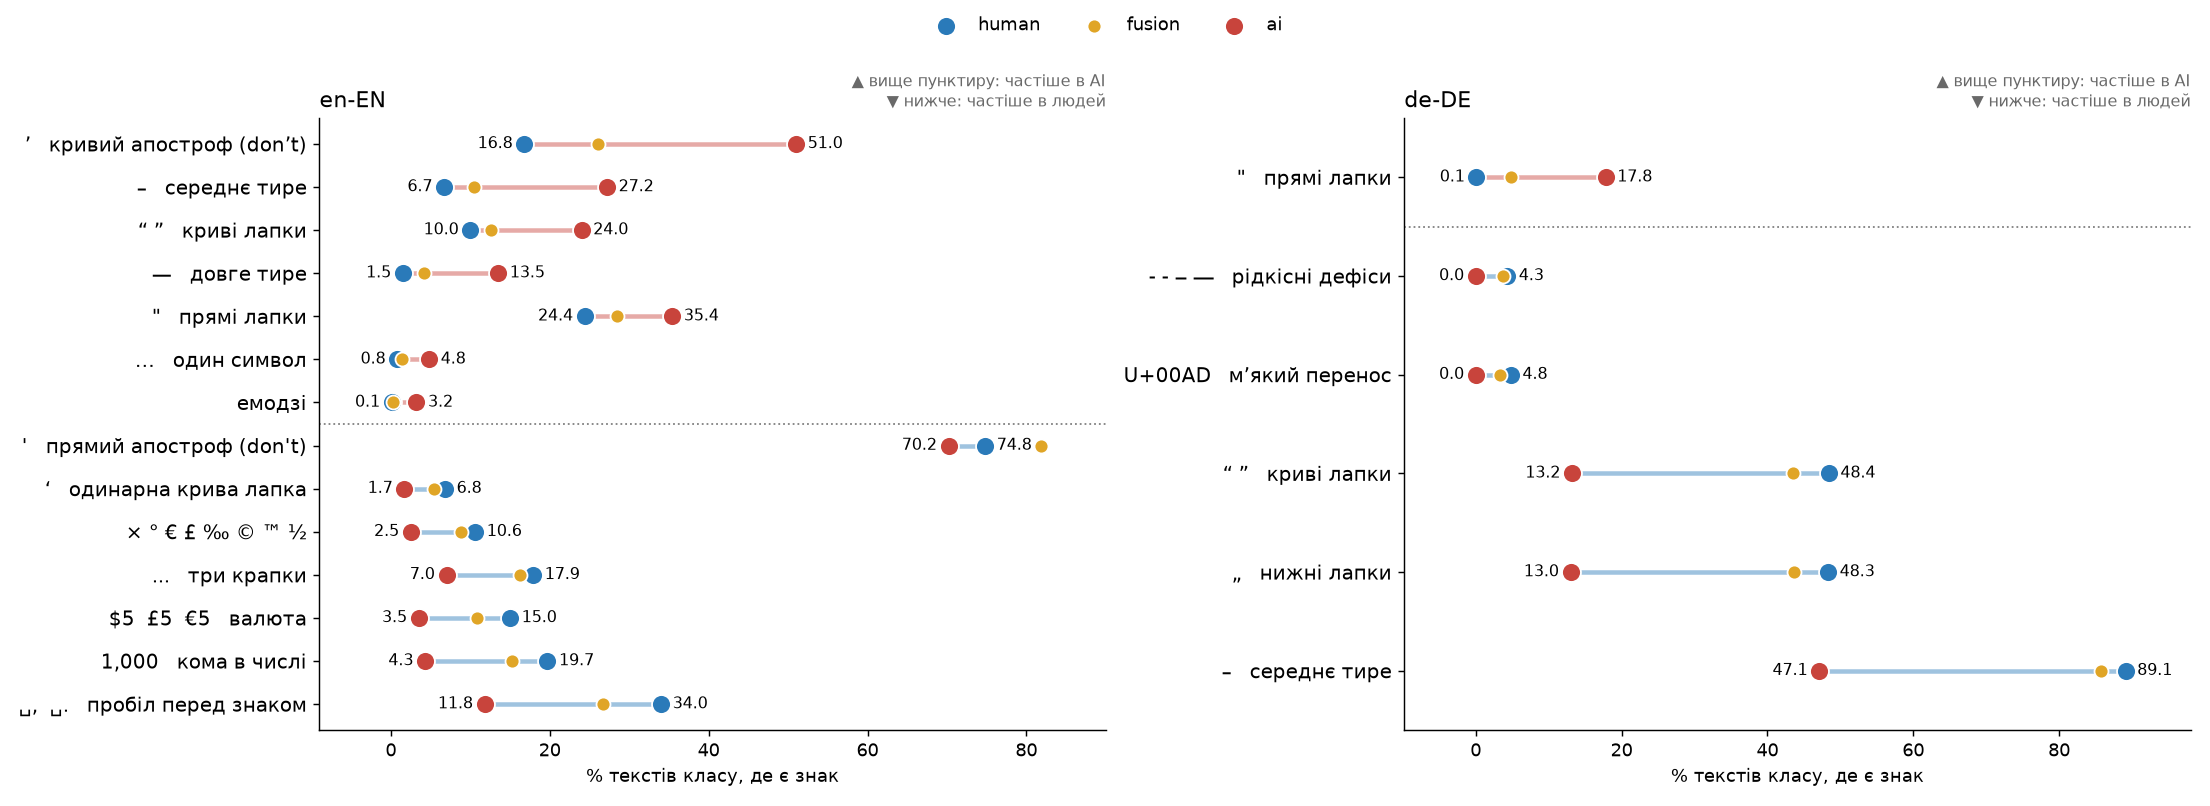 human fusion ai
▲ вище пунктиру: частіше в AI
▼ нижче: частіше в людей
en-EN
’ кривий апостроф (don’t) 16.8 51.0
– середнє тире 6.7 27.2
“ ” криві лапки 10.0 24.0
— довге тире 1.5 13.5
" прямі лапки 24.4 35.4
… один символ 0.8 4.8
емодзі 0.1 3.2
' прямий апостроф (don't) 70.2 74.8
‘ одинарна крива лапка 1.7 6.8
× ° € £ ‰ © ™ ½ 2.5 10.6
... три крапки 7.0 17.9
$5 £5 €5 валюта 3.5 15.0
1,000 кома в числі 4.3 19.7
␣, ␣. пробіл перед знаком 11.8 34.0
0 20 40 60 80
% текстів класу, де є знак
▲ вище пунктиру: частіше в AI
▼ нижче: частіше в людей
de-DE
" прямі лапки 0.1 17.8
‐ ‑ ‒ ― рідкісні дефіси 0.0 4.3
U+00AD м’який перенос 0.0 4.8
“ ” криві лапки 13.2 48.4
„ нижні лапки 13.0 48.3
– середнє тире 47.1 89.1
0 20 40 60 80
% текстів класу, де є знак